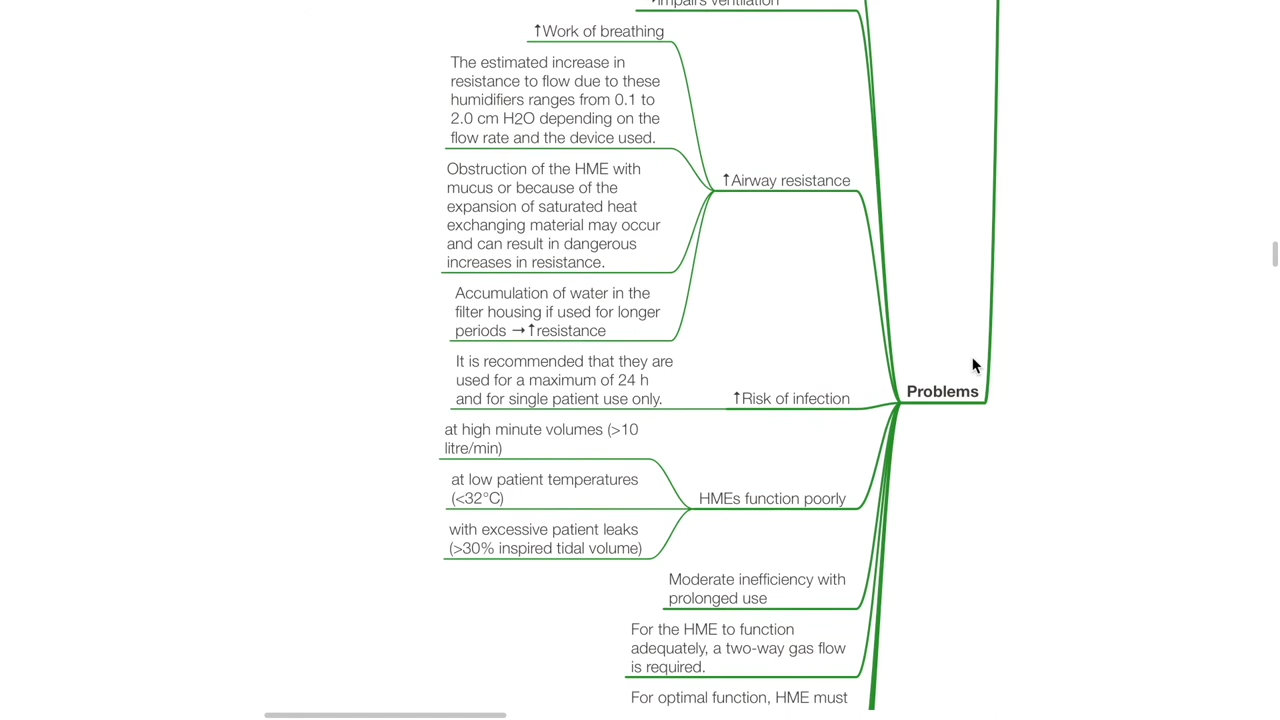 Impairs ventilation
↑Work of breathing
The estimated increase in
resistance to flow due to these
humidifiers ranges from 0.1 to
2.0 cm H2O depending on the
flow rate and the device used.
Obstruction of the HME with
mucus or because of the
expansion of saturated heat
exchanging material may occur
and can result in dangerous
increases in resistance.
Accumulation of water in the
filter housing if used for longer
periods →↑resistance
↑Airway resistance
It is recommended that they are
used for a maximum of 24 h
and for single patient use only.
↑Risk of infection
Problems
at high minute volumes (>10
litre/min)
at low patient temperatures
(<32°C)
with excessive patient leaks
(>30% inspired tidal volume)
HMEs function poorly
Moderate inefficiency with
prolonged use
For the HME to function
adequately, a two-way gas flow
is required.
For optimal function, HME must